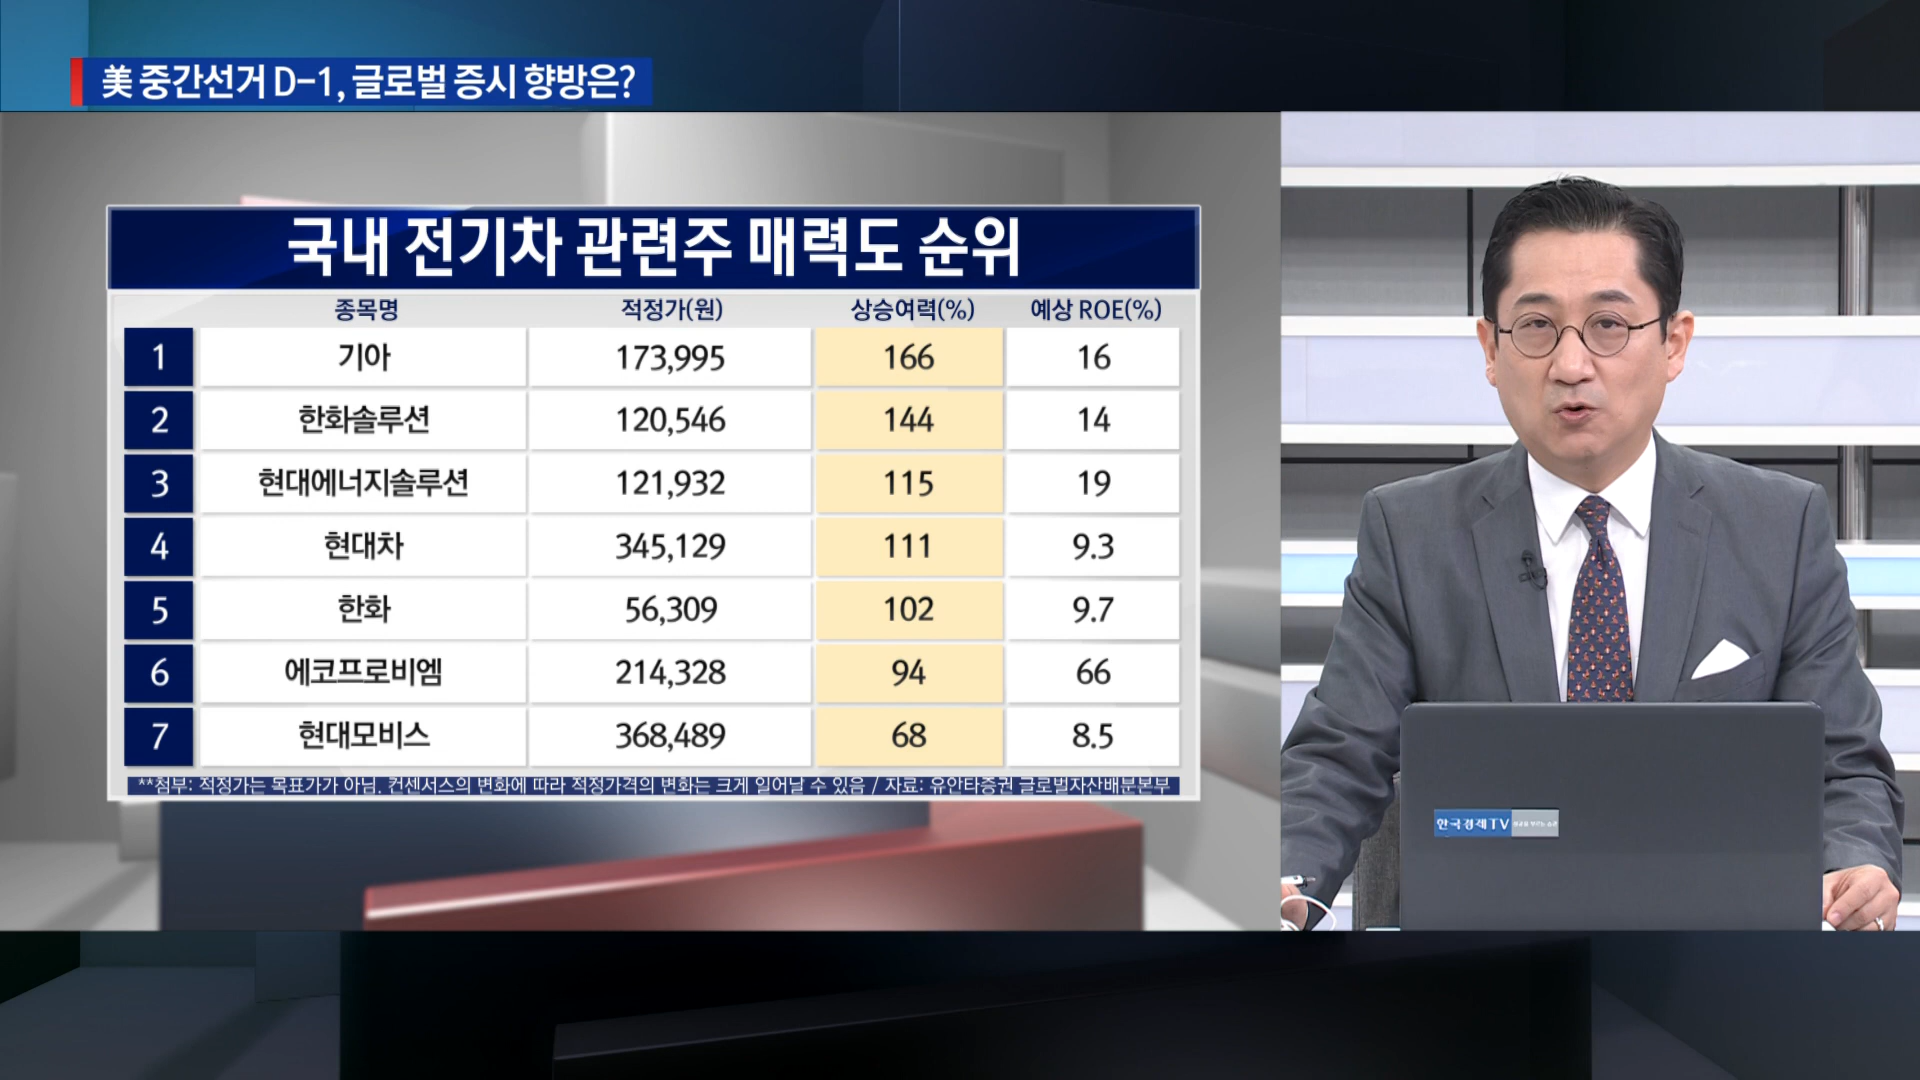 美 중간선거 D-1, 글로벌 증시 향방은?
국내 전기차 관련주 매력도 순위
종목명 적정가(원) 상승여력(%) 예상 ROE(%)
1 기아 173,995 166 16
2 한화솔루션 120,546 144 14
3 현대에너지솔루션 121,932 115 19
4 현대차 345,129 111 9.3
5 한화 56,309 102 9.7
6 에코프로비엠 214,328 94 66
7 현대모비스 368,489 68 8.5
**첨부: 적정가는 목표가가 아님. 컨센서스의 변화에 따라 적정가격의 변화는 크게 일어날 수 있음 / 자료: 유안타증권 글로벌자산배분본부
한국경제TV